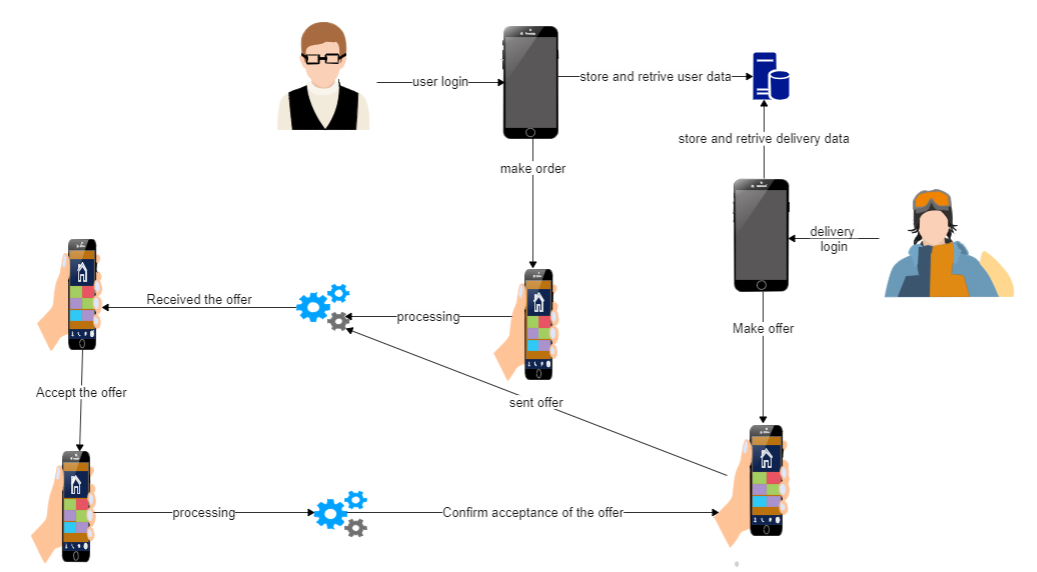 user login
store and retrive user data
store and retrive delivery data
make order
delivery
login
Received the offer
processing
Make offer
Accept the offer
sent offer
processing
Confirm acceptance of the offer